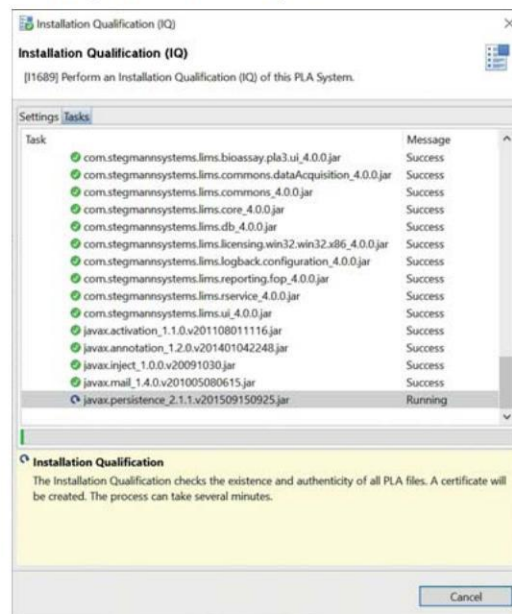 Installation Qualification (IQ)
Installation Qualification (IQ)
[I1689] Perform an Installation Qualification (IQ) of this PLA System.
Settings Tasks
Task Message
com.stegmannsystems.lims.bioassay.pla3.ui_4.0.0.jar Success
com.stegmannsystems.lims.commons.dataAcquisition_4.0.0.jar Success
com.stegmannsystems.lims.commons_4.0.0.jar Success
com.stegmannsystems.lims.core_4.0.0.jar Success
com.stegmannsystems.lims.db_4.0.0.jar Success
com.stegmannsystems.lims.licensing.win32.win32.x86_4.0.0.jar Success
com.stegmannsystems.lims.logback.configuration_4.0.0.jar Success
com.stegmannsystems.lims.reporting.fop_4.0.0.jar Success
com.stegmannsystems.lims.rservice_4.0.0.jar Success
com.stegmannsystems.lims.ui_4.0.0.jar Success
javax.activation_1.1.0.v201108011116.jar Success
javax.annotation_1.2.0.v201401042248.jar Success
javax.inject_1.0.0.v20091030.jar Success
javax.mail_1.4.0.v201005080615.jar Success
javax.persistence_2.1.1.v201509150925.jar Running
Installation Qualification
The Installation Qualification checks the existence and authenticity of all PLA files. A certificate will
be created. The process can take several minutes.
Cancel